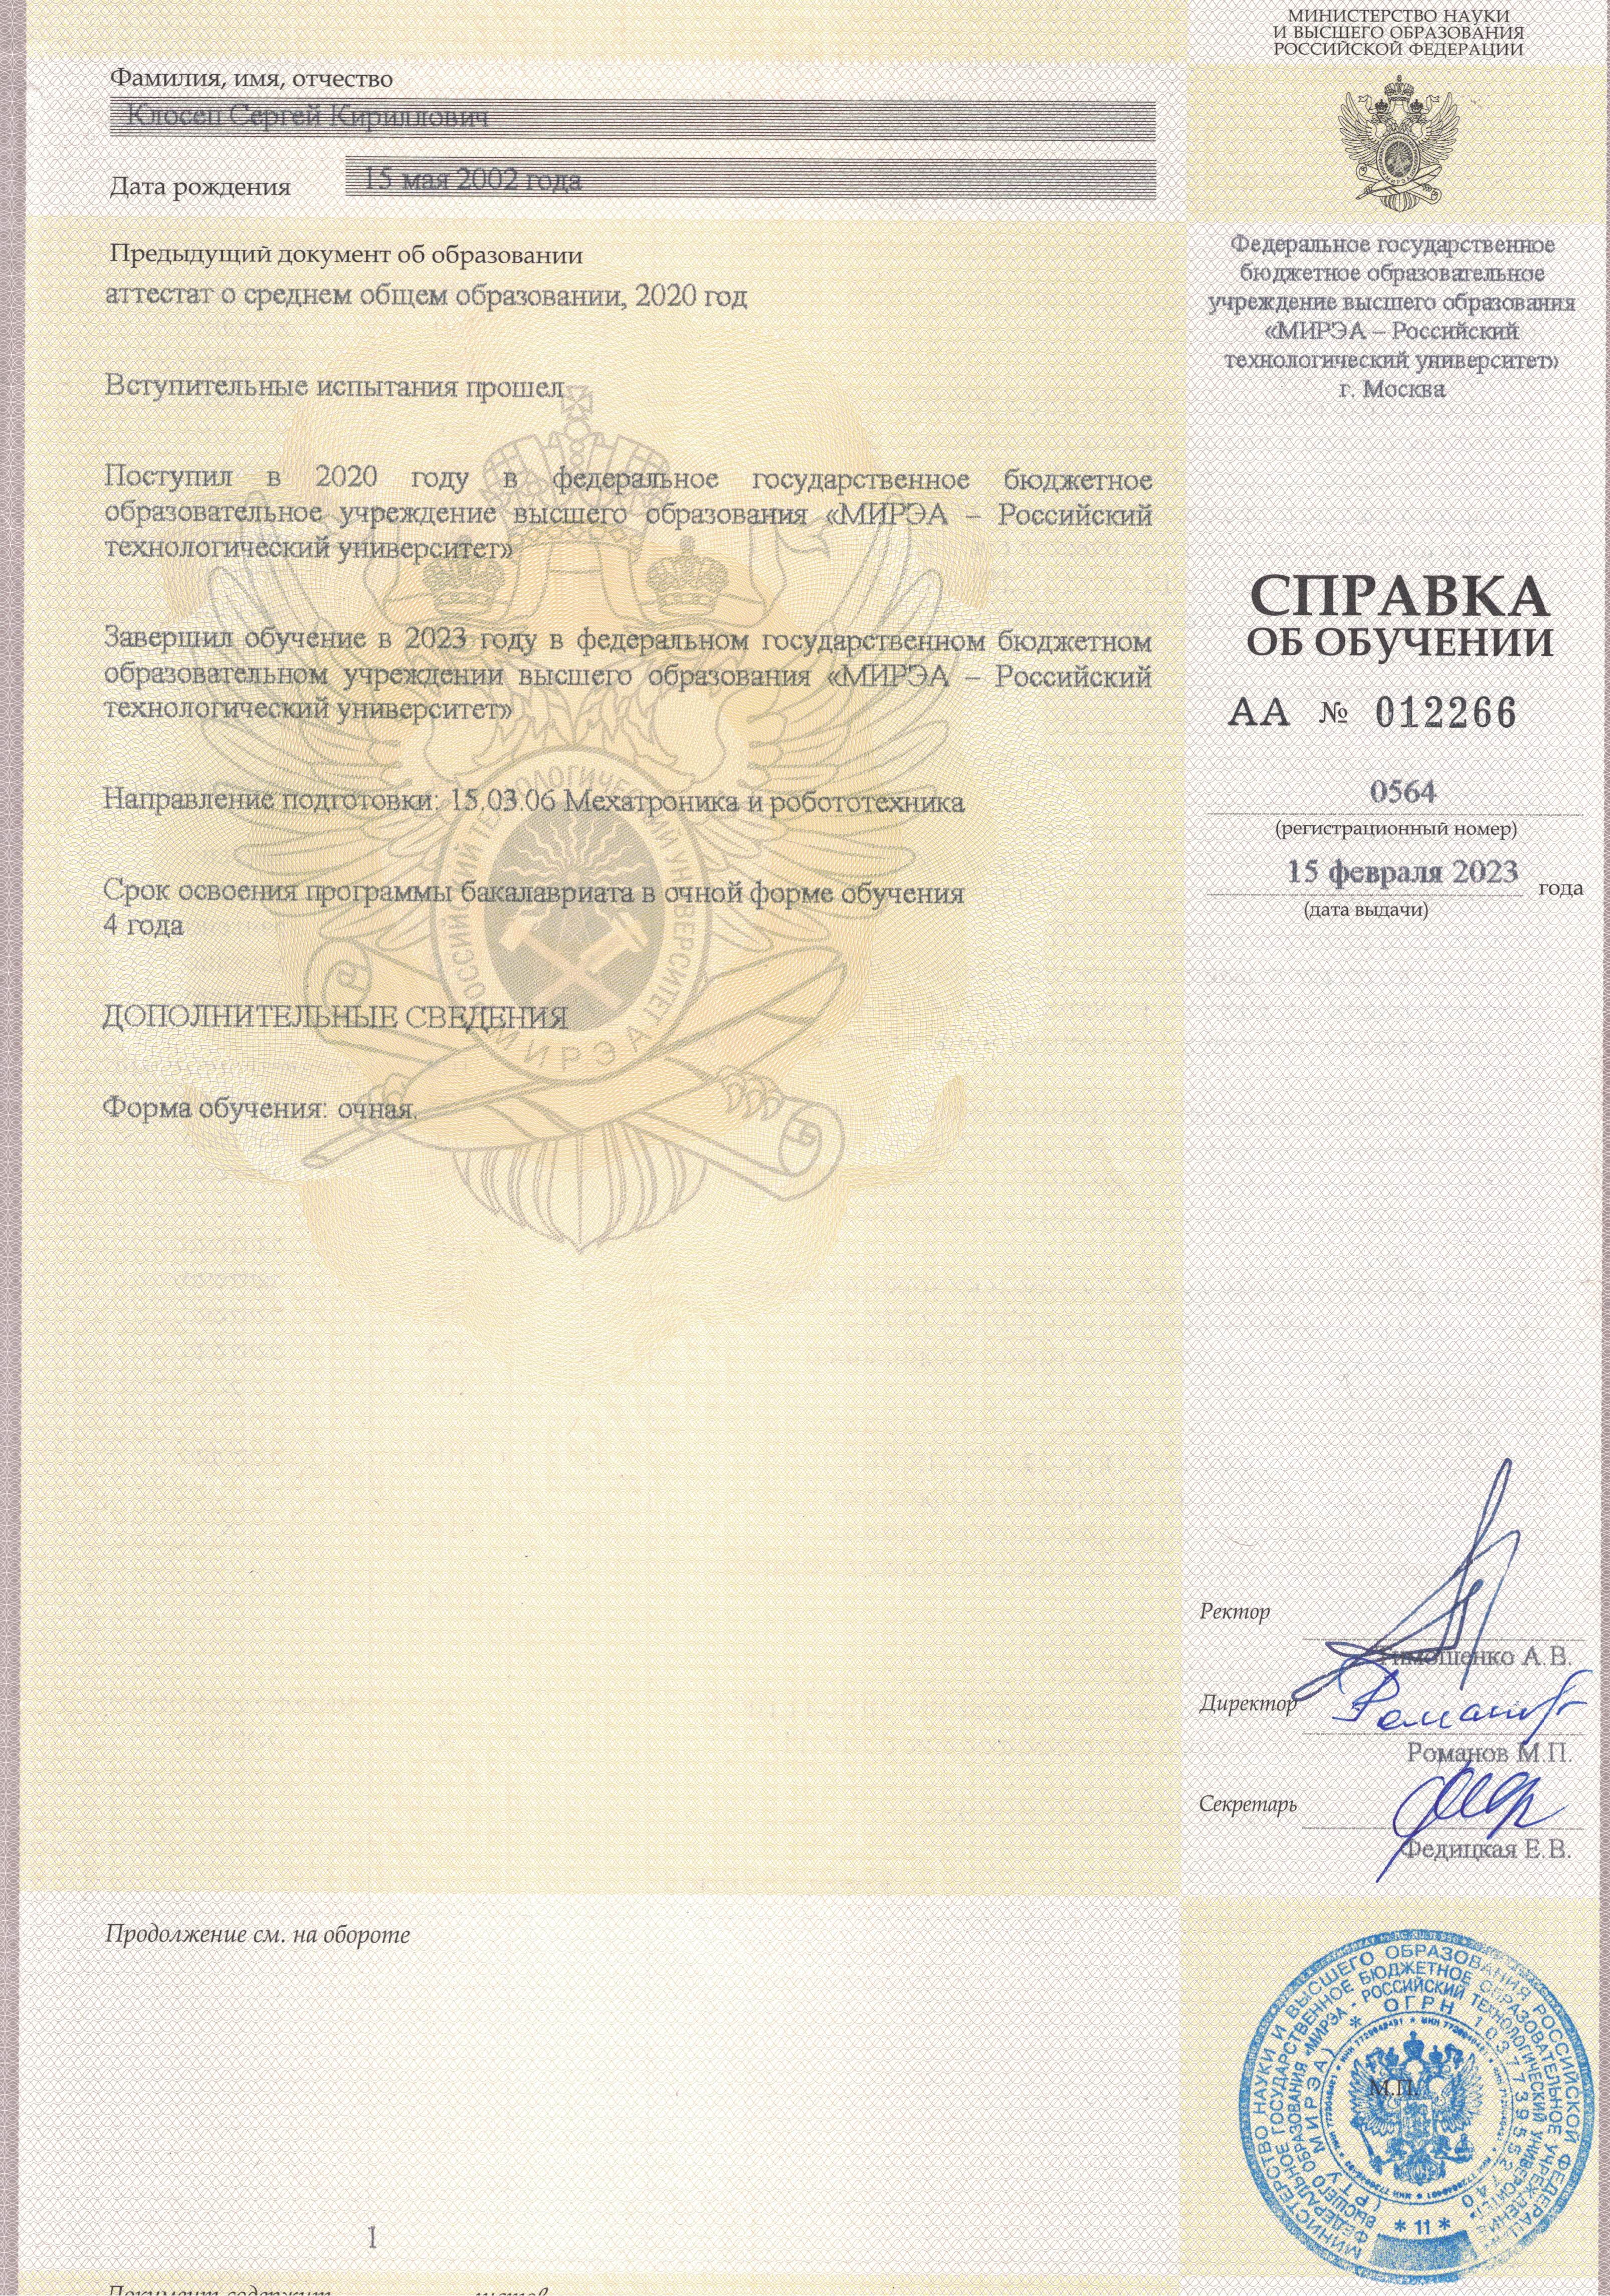 МИНИСТЕРСТВО НАУКИ
И ВЫСШЕГО ОБРАЗОВАНИЯ
РОССИЙСКОЙ ФЕДЕРАЦИИ
Фамилия, имя, отчество
Клосеп Сергей Кириллович
Дата рождения
15 мая 2002 года
Предыдущий документ об образовании
аттестат о среднем общем образовании, 2020 год
Вступительные испытания прошел
Поступил в 2020 году в федеральное государственное бюджетное
образовательное учреждение высшего образования «МИРЭА – Российский
технологический университет»
Завершил обучение в 2023 году в федеральном государственном бюджетном
образовательном учреждении высшего образования «МИРЭА – Российский
технологический университет»
Направление подготовки: 15.03.06 Мехатроника и робототехника
Срок освоения программы бакалавриата в очной форме обучения
4 года
ДОПОЛНИТЕЛЬНЫЕ СВЕДЕНИЯ
Форма обучения: очная.
РОССИЙСКИЙ ТЕХНОЛОГИЧЕСКИЙ УНИВЕРСИТЕТ
МИРЭА
Федеральное государственное
бюджетное образовательное
учреждение высшего образования
«МИРЭА – Российский
технологический университет»
г. Москва
СПРАВКА
ОБ ОБУЧЕНИИ
АА № 012266
0564
(регистрационный номер)
15 февраля 2023 года
(дата выдачи)
Ректор
Тимошенко А.В.
Директор
Романов М.П.
Секретарь
Федицкая Е.В.
Продолжение см. на обороте
М.П.
МИНИСТЕРСТВО НАУКИ И ВЫСШЕГО ОБРАЗОВАНИЯ РОССИЙСКОЙ ФЕДЕРАЦИИ
ФЕДЕРАЛЬНОЕ ГОСУДАРСТВЕННОЕ БЮДЖЕТНОЕ ОБРАЗОВАТЕЛЬНОЕ УЧРЕЖДЕНИЕ
ВЫСШЕГО ОБРАЗОВАНИЯ «МИРЭА - РОССИЙСКИЙ ТЕХНОЛОГИЧЕСКИЙ УНИВЕРСИТЕТ»
(РТУ МИРЭА) * ОГРН 1037739552740
* 11 *
1
Документ содержит листов